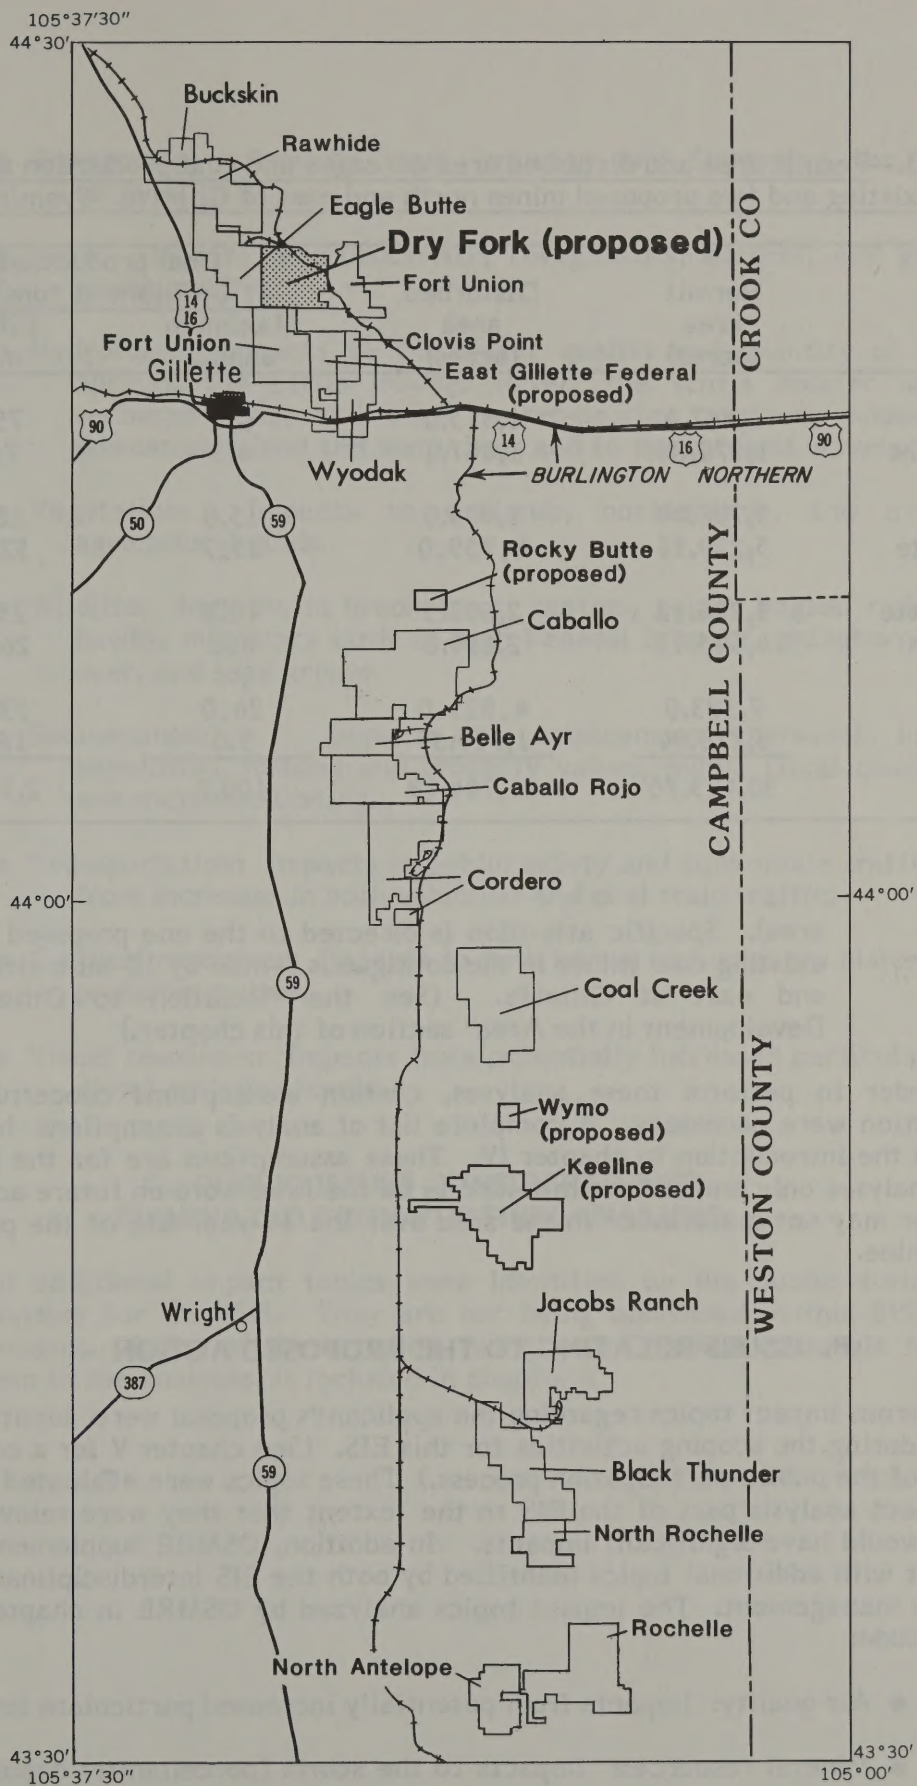 105°37'30"
44°30'
Buckskin
Rawhide
Eagle Butte
Dry Fork (proposed)
Fort Union
14
16
Fort Union
Clovis Point
Gillette
East Gillette Federal
(proposed)
90
14
16
90
Wyodak
BURLINGTON NORTHERN
50
59
CROOK CO
CAMPBELL COUNTY
WESTON COUNTY
Rocky Butte
(proposed)
Caballo
Belle Ayr
Caballo Rojo
Cordero
44°00'
44°00'
59
Coal Creek
Wymo
(proposed)
Keeline
(proposed)
Wright
Jacobs Ranch
387
59
Black Thunder
North Rochelle
Rochelle
North Antelope
43°30'
105°37'30"
43°30'
105°00'